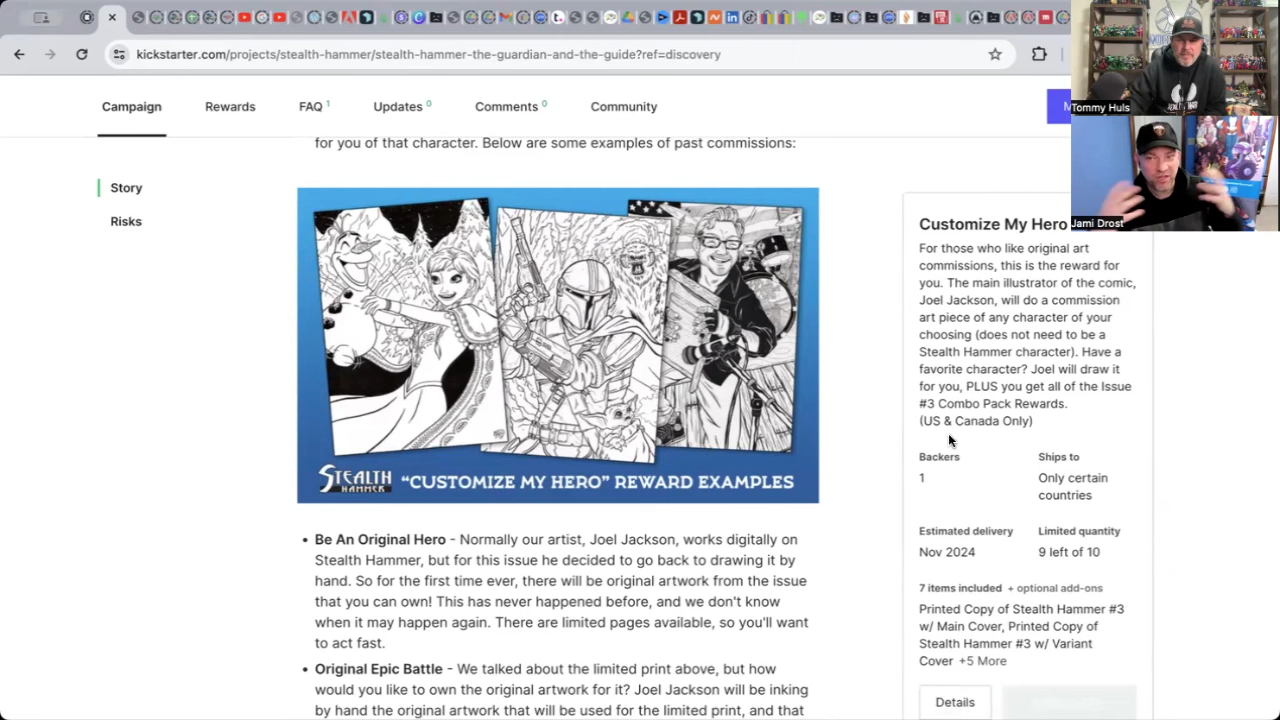 kickstarter.com/projects/stealth-hammer/stealth-hammer-the-guardian-and-the-guide?ref=discovery
Tommy Huls
Jami Drost
Campaign
Rewards
FAQ 1
Updates 0
Comments 0
Community
Story
Risks
for you of that character. Below are some examples of past commissions:
STEALTH
HAMMER
“CUSTOMIZE MY HERO” REWARD EXAMPLES
• Be An Original Hero - Normally our artist, Joel Jackson, works digitally on
Stealth Hammer, but for this issue he decided to go back to drawing it by
hand. So for the first time ever, there will be original artwork from the issue
that you can own! This has never happened before, and we don't know
when it may happen again. There are limited pages available, so you'll want
to act fast.
• Original Epic Battle - We talked about the limited print above, but how
would you like to own the original artwork for it? Joel Jackson will be inking
by hand the original artwork that will be used for the limited print, and that
Customize My Hero
For those who like original art
commissions, this is the reward for
you. The main illustrator of the comic,
Joel Jackson, will do a commission
art piece of any character of your
choosing (does not need to be a
Stealth Hammer character). Have a
favorite character? Joel will draw it
for you, PLUS you get all of the Issue
#3 Combo Pack Rewards.
(US & Canada Only)
Backers
1
Ships to
Only certain
countries
Estimated delivery
Nov 2024
Limited quantity
9 left of 10
7 items included + optional add-ons
Printed Copy of Stealth Hammer #3
w/ Main Cover, Printed Copy of
Stealth Hammer #3 w/ Variant
Cover +5 More
Details